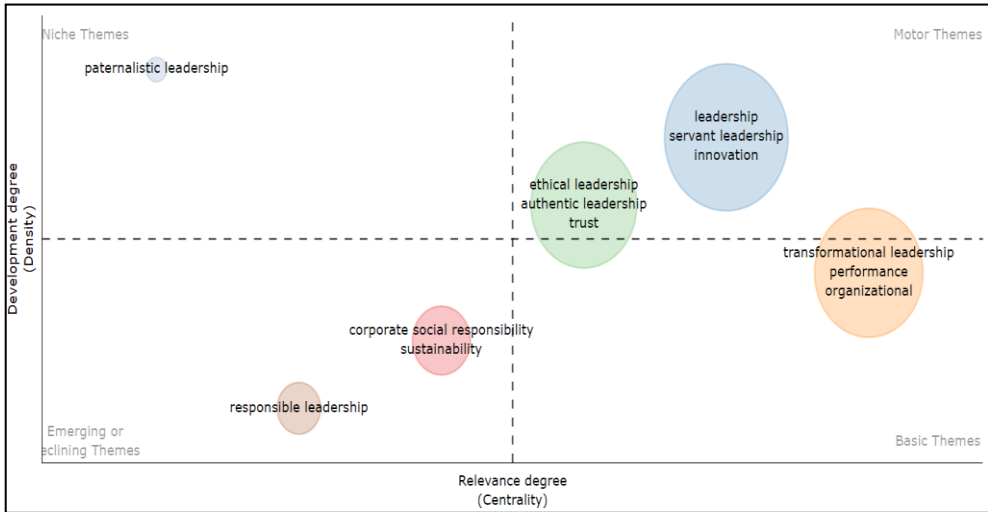 Niche Themes
Motor Themes
paternalistic leadership
leadership
servant leadership
innovation
ethical leadership
authentic leadership
trust
Development degree
(Density)
transformational leadership
performance
organizational
corporate social responsibility
sustainability
responsible leadership
Emerging or
eclining Themes
Basic Themes
Relevance degree
(Centrality)